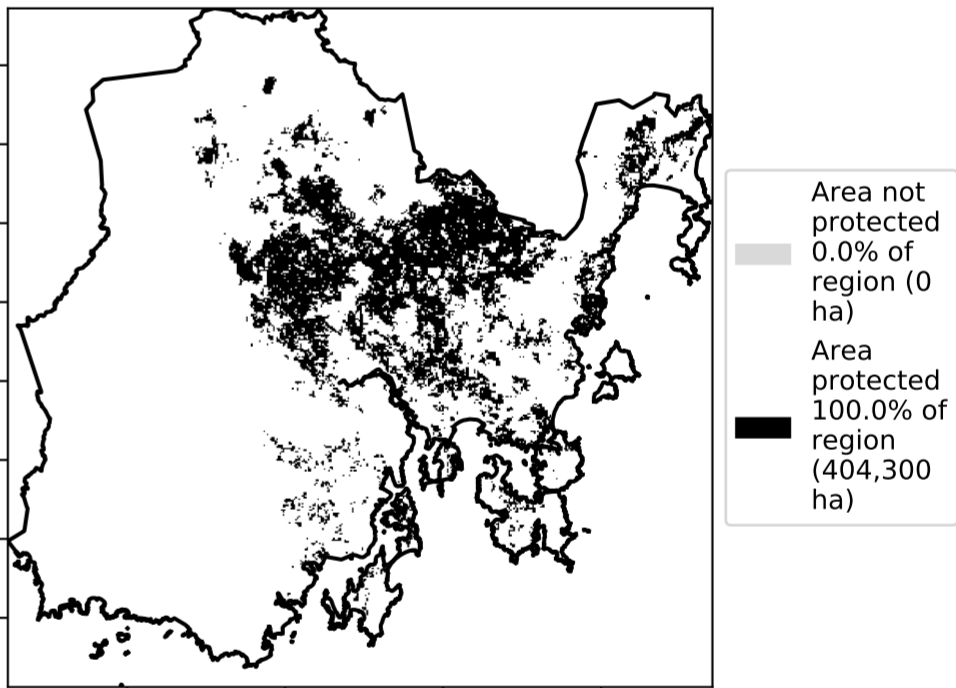 Area not
protected
0.0% of
region (0
ha)
Area
protected
100.0% of
region
(404,300
ha)